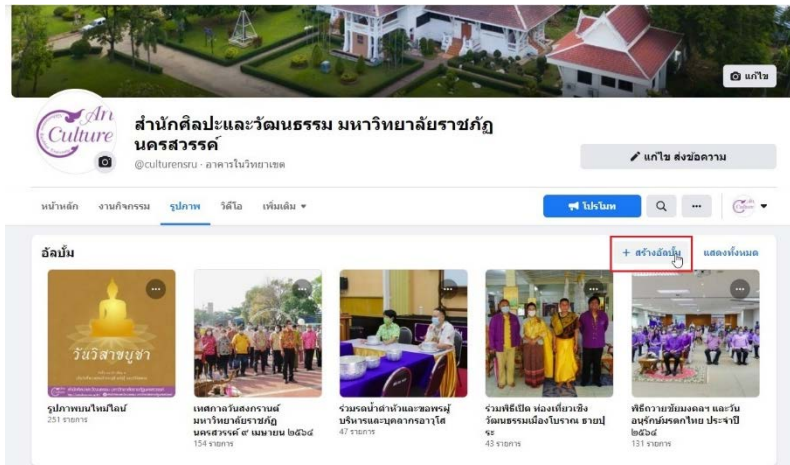 แก้ไข
Art
Culture
สำนักศิลปะและวัฒนธรรม มหาวิทยาลัยราชภัฏ
นครสวรรค์
@culturensru · อาคารในวิทยาเขต
แก้ไข ส่งข้อความ
หน้าหลัก งานกิจกรรม รูปภาพ วิดีโอ เพิ่มเติม
โปรโมท
อัลบั้ม
+ สร้างอัลบั้ม แสดงทั้งหมด
วันวิสาขบูชา
รูปภาพบนไทม์ไลน์
251 รายการ
เทศกาลวันสงกรานต์
มหาวิทยาลัยราชภัฏ
นครสวรรค์ ๙ เมษายน ๒๕๖๔
154 รายการ
ร่วมรดน้ำดำหัวและขอพรผู้
บริหารและบุคลากรอาวุโส
47 รายการ
ร่วมพิธีเปิด ท่องเที่ยวเชิง
วัฒนธรรมเมืองโบราณ ธายปุ
ระ
43 รายการ
พิธีถวายชัยมงคลฯ และวัน
อนุรักษ์มรดกไทย ประจำปี
๒๕๖๔
131 รายการ